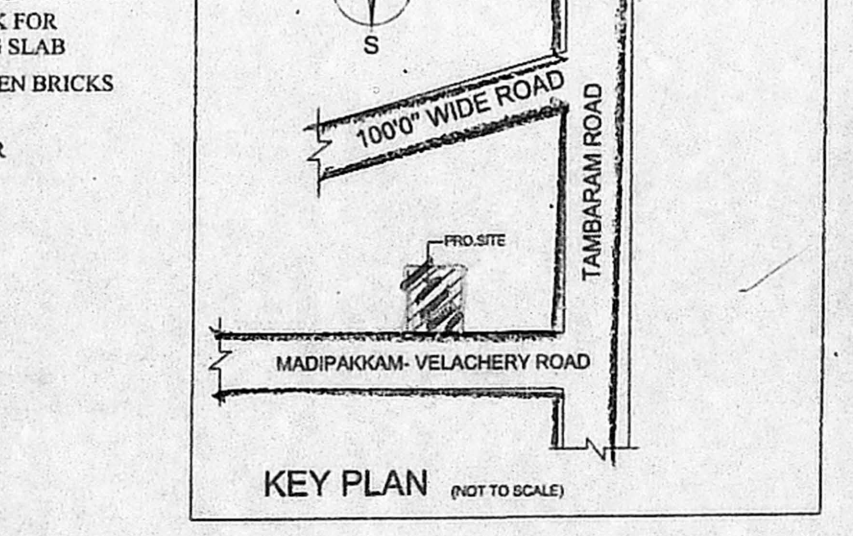 FOR
SLAB
BRICKS
S
100'0" WIDE ROAD
TAMBARAM ROAD
PRO.SITE
MADIPAKKAM- VELACHERY ROAD
KEY PLAN (NOT TO SCALE)